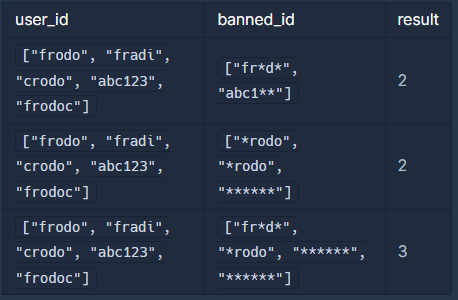 user_id banned_id result
["frodo", "fradi", "crodo", "abc123", "frodoc"] ["fr*d*", "abc1**"] 2
["frodo", "fradi", "crodo", "abc123", "frodoc"] ["*rodo", "*rodo", "******"] 2
["frodo", "fradi", "crodo", "abc123", "frodoc"] ["fr*d*", "*rodo", "******", "******"] 3